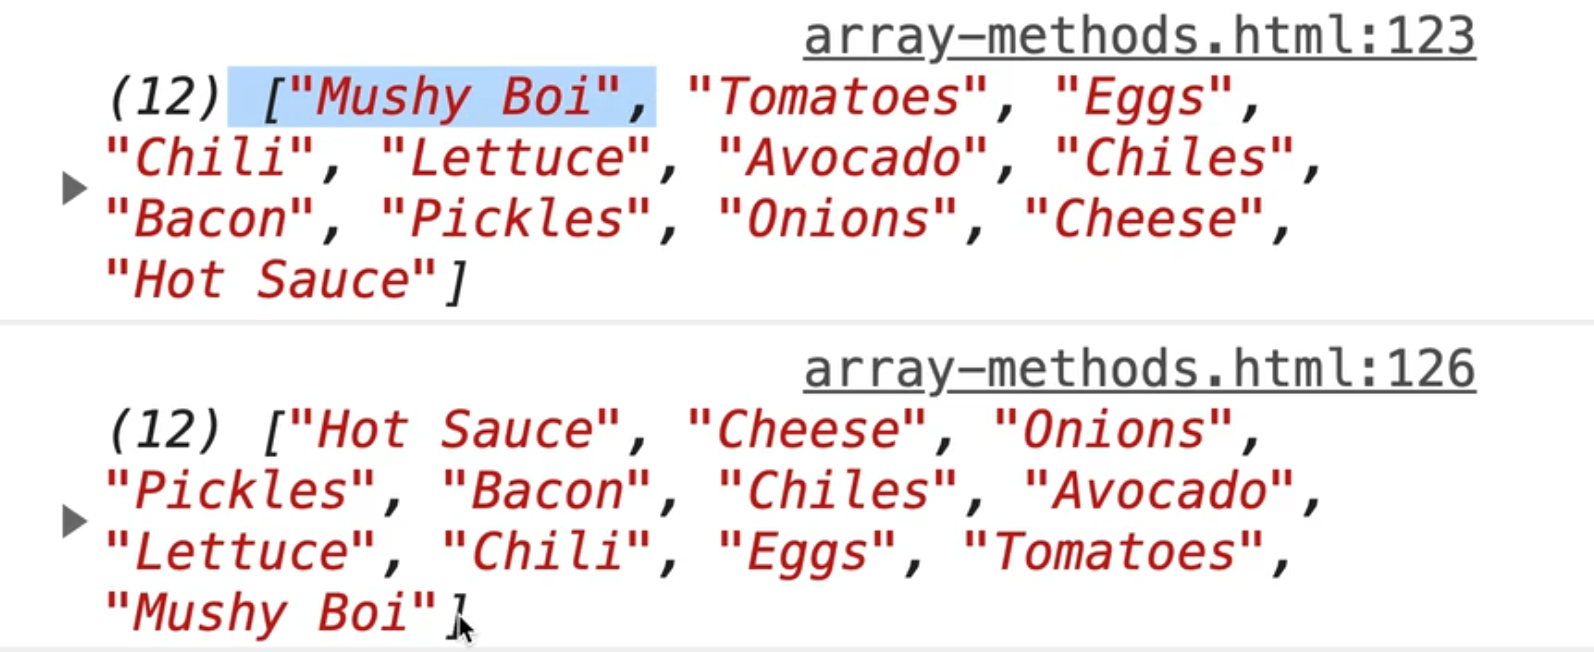 array-methods.html:123
(12) ["Mushy Boi", "Tomatoes", "Eggs",
"Chili", "Lettuce", "Avocado", "Chiles",
"Bacon", "Pickles", "Onions", "Cheese",
"Hot Sauce"]
array-methods.html:126
(12) ["Hot Sauce", "Cheese", "Onions",
"Pickles", "Bacon", "Chiles", "Avocado",
"Lettuce", "Chili", "Eggs", "Tomatoes",
"Mushy Boi"]